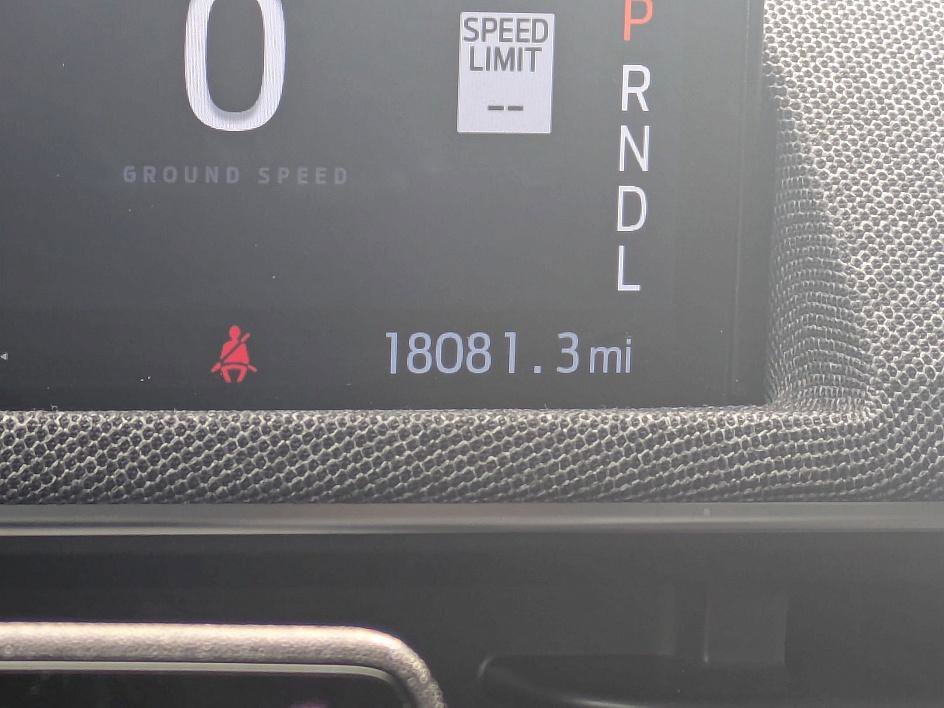 0
SPEED
LIMIT
--
GROUND SPEED
P
R
N
D
L
18081.3 mi